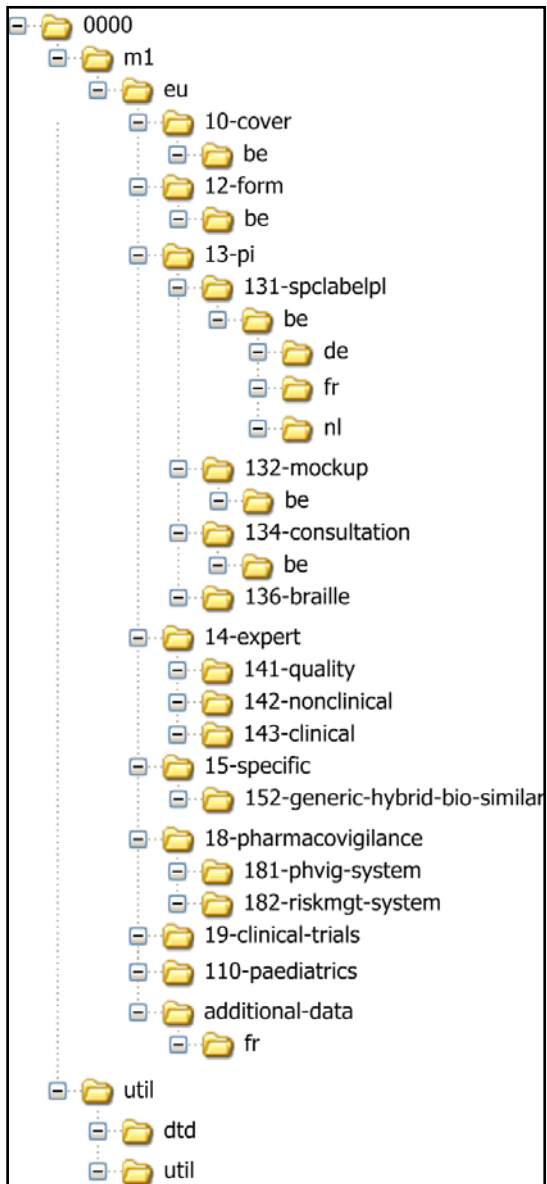 0000
m1
eu
10-cover
be
12-form
be
13-pi
131-spclabelpl
be
de
fr
nl
132-mockup
be
134-consultation
be
136-braille
14-expert
141-quality
142-nonclinical
143-clinical
15-specific
152-generic-hybrid-bio-similar
18-pharmacovigilance
181-phvig-system
182-riskmgt-system
19-clinical-trials
110-paediatrics
additional-data
fr
util
dtd
util